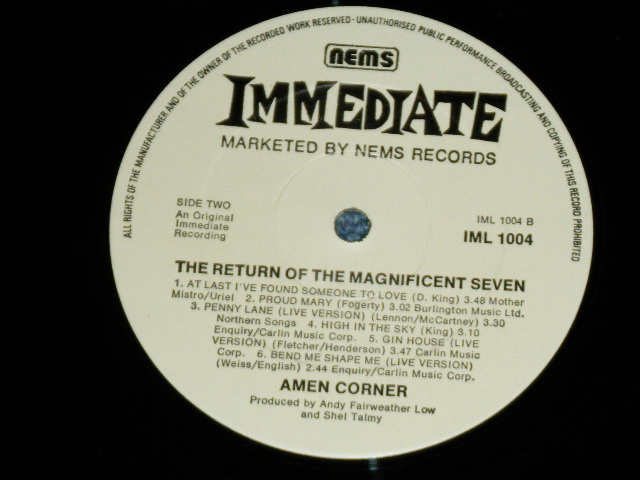 ALL RIGHTS OF THE MANUFACTURER AND OF THE OWNER OF THE RECORDED WORK RESERVED - UNAUTHORISED PUBLIC PERFORMANCE BROADCASTING AND COPYING OF THIS RECORD PROHIBITED
nems
IMMEDIATE
MARKETED BY NEMS RECORDS
SIDE TWO
An Original
Immediate
Recording
IML 1004 B
IML 1004
THE RETURN OF THE MAGNIFICENT SEVEN
1. AT LAST I'VE FOUND SOMEONE TO LOVE (D. King) 3.48 Mother
Mistro/Uriel 2. PROUD MARY (Fogerty) 3.02 Burlington Music Ltd.
3. PENNY LANE (LIVE VERSION) (Lennon/McCartney) 3.30
Northern Songs 4. HIGH IN THE SKY (King) 3.10
Enquiry/Carlin Music Corp. 5. GIN HOUSE (LIVE
VERSION) (Fletcher/Henderson) 3.47 Carlin Music
Corp. 6. BEND ME SHAPE ME (LIVE VERSION)
(Weiss/English) 2.44 Enquiry/Carlin Music Corp.
AMEN CORNER
Produced by Andy Fairweather Low
and Shel Talmy